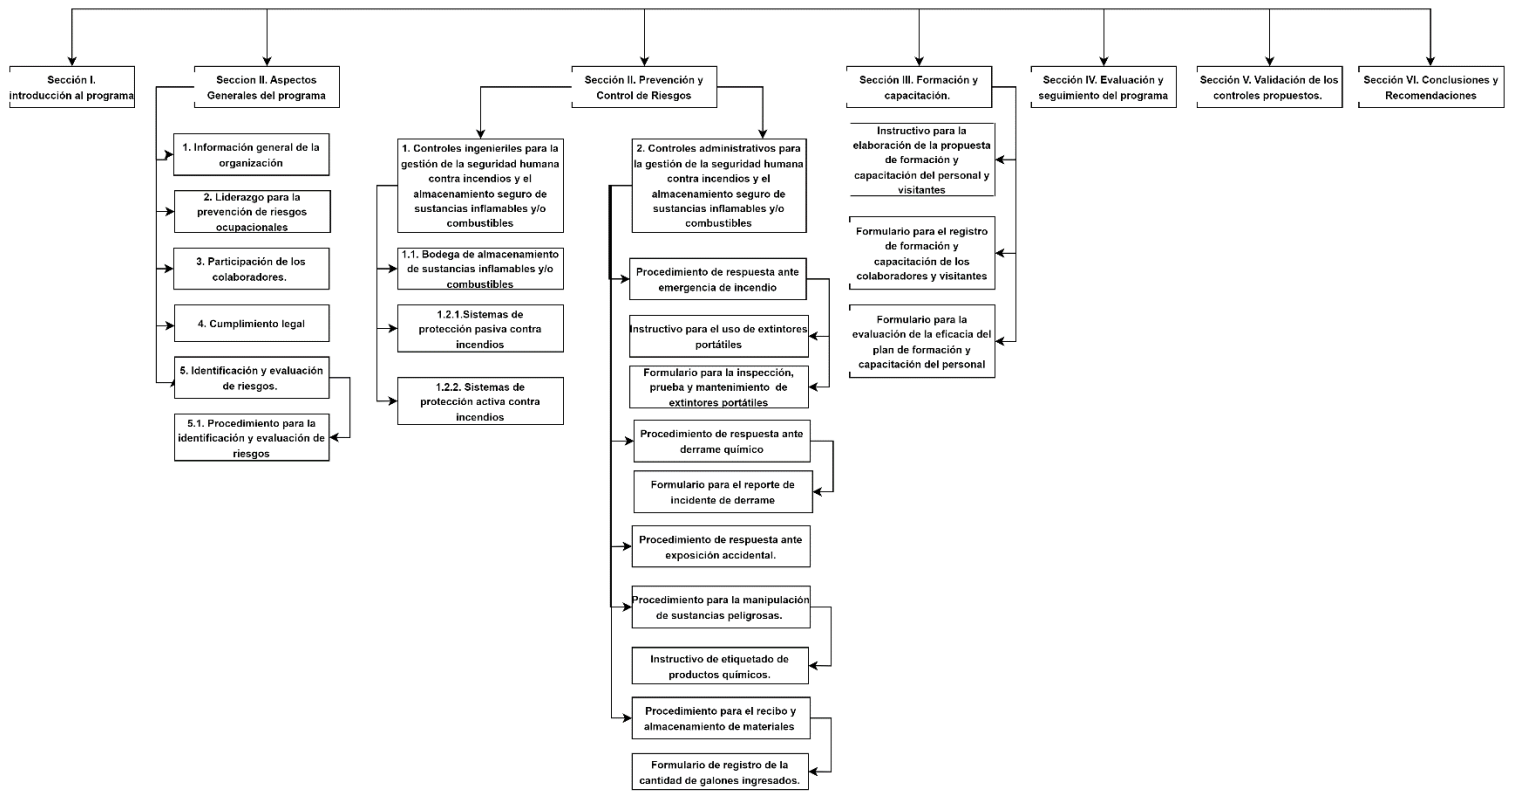 Sección I.
introducción al programa
Seccion II. Aspectos
Generales del programa
1. Información general de la
organización
2. Liderazgo para la
prevención de riesgos
ocupacionales
3. Participación de los
colaboradores.
4. Cumplimiento legal
5. Identificación y evaluación
de riesgos.
5.1. Procedimiento para la
identificación y evaluación de
riesgos
Sección II. Prevención y
Control de Riesgos
1. Controles ingenieriles para la
gestión de la seguridad humana
contra incendios y el
almacenamiento seguro de
sustancias inflamables y/o
combustibles
1.1. Bodega de almacenamiento
de sustancias inflamables y/o
combustibles
1.2.1.Sistemas de
protección pasiva contra
incendios
1.2.2. Sistemas de
protección activa contra
incendios
2. Controles administrativos para
la gestión de la seguridad humana
contra incendios y el
almacenamiento seguro de
sustancias inflamables y/o
combustibles
Procedimiento de respuesta ante
emergencia de incendio
Instructivo para el uso de extintores
portátiles
Formulario para la inspección,
prueba y mantenimiento de
extintores portátiles
Procedimiento de respuesta ante
derrame químico
Formulario para el reporte de
incidente de derrame
Procedimiento de respuesta ante
exposición accidental.
Procedimiento para la manipulación
de sustancias peligrosas.
Instructivo de etiquetado de
productos químicos.
Procedimiento para el recibo y
almacenamiento de materiales
Formulario de registro de la
cantidad de galones ingresados.
Sección III. Formación y
capacitación.
Instructivo para la
elaboración de la propuesta
de formación y
capacitación del personal y
visitantes
Formulario para el registro
de formación y
capacitación de los
colaboradores y visitantes
Formulario para la
evaluación de la eficacia del
plan de formación y
capacitación del personal
Sección IV. Evaluación y
seguimiento del programa
Sección V. Validación de los
controles propuestos.
Sección VI. Conclusiones y
Recomendaciones